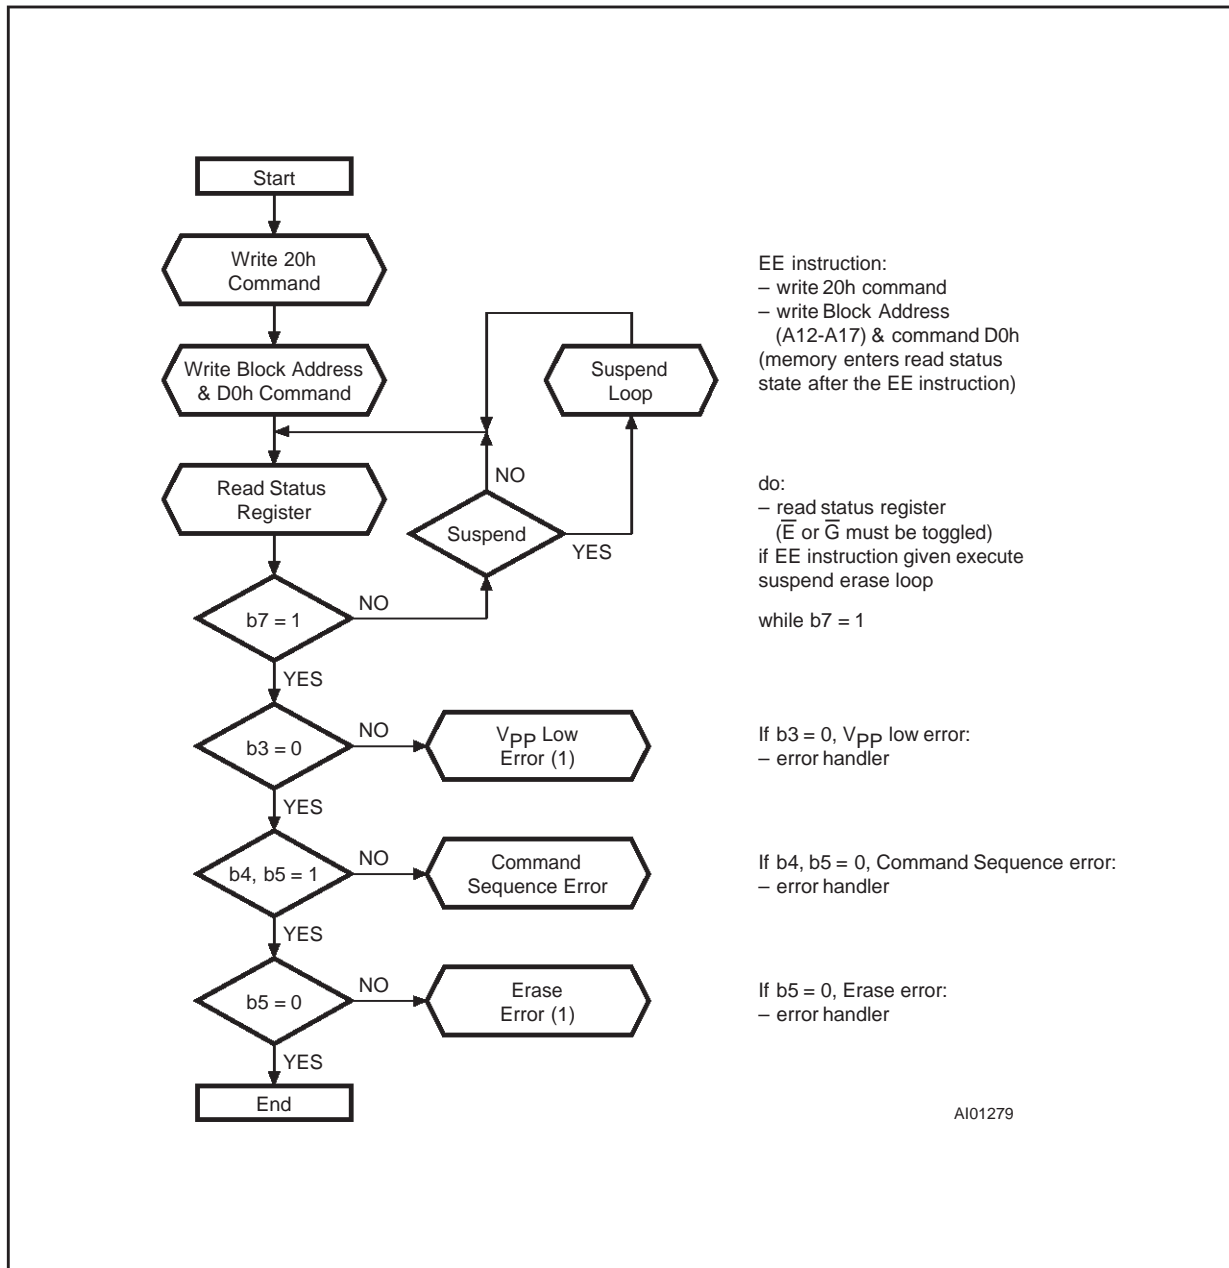 Start
Write 20h
Command
EE instruction:
– write 20h command
– write Block Address
(A12-A17) & command D0h
(memory enters read status
state after the EE instruction)
Write Block Address
& D0h Command
Suspend
Loop
NO
Read Status
Register
Suspend
YES
do:
– read status register
(E̅ or G̅ must be toggled)
if EE instruction given execute
suspend erase loop
while b7 = 1
b7 = 1
NO
YES
b3 = 0
NO
VPP Low
Error (1)
If b3 = 0, VPP low error:
– error handler
YES
b4, b5 = 1
NO
Command
Sequence Error
If b4, b5 = 0, Command Sequence error:
– error handler
YES
b5 = 0
NO
Erase
Error (1)
If b5 = 0, Erase error:
– error handler
YES
End
AI01279